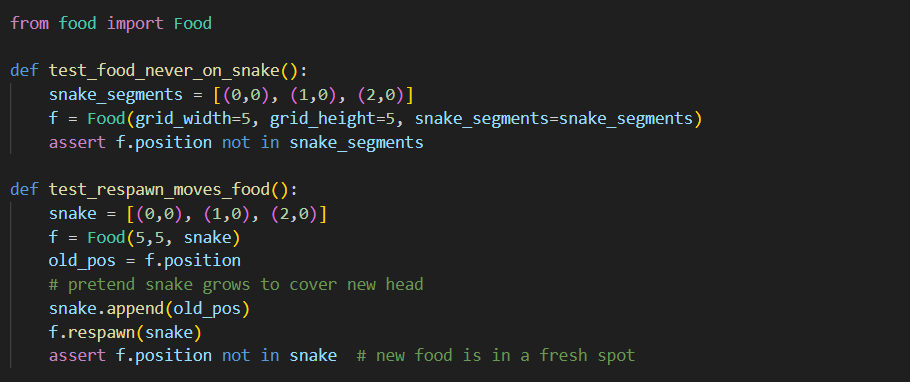 from food import Food
def test_food_never_on_snake():
snake_segments = [(0,0), (1,0), (2,0)]
f = Food(grid_width=5, grid_height=5, snake_segments=snake_segments)
assert f.position not in snake_segments
def test_respawn_moves_food():
snake = [(0,0), (1,0), (2,0)]
f = Food(5,5, snake)
old_pos = f.position
# pretend snake grows to cover new head
snake.append(old_pos)
f.respawn(snake)
assert f.position not in snake  # new food is in a fresh spot